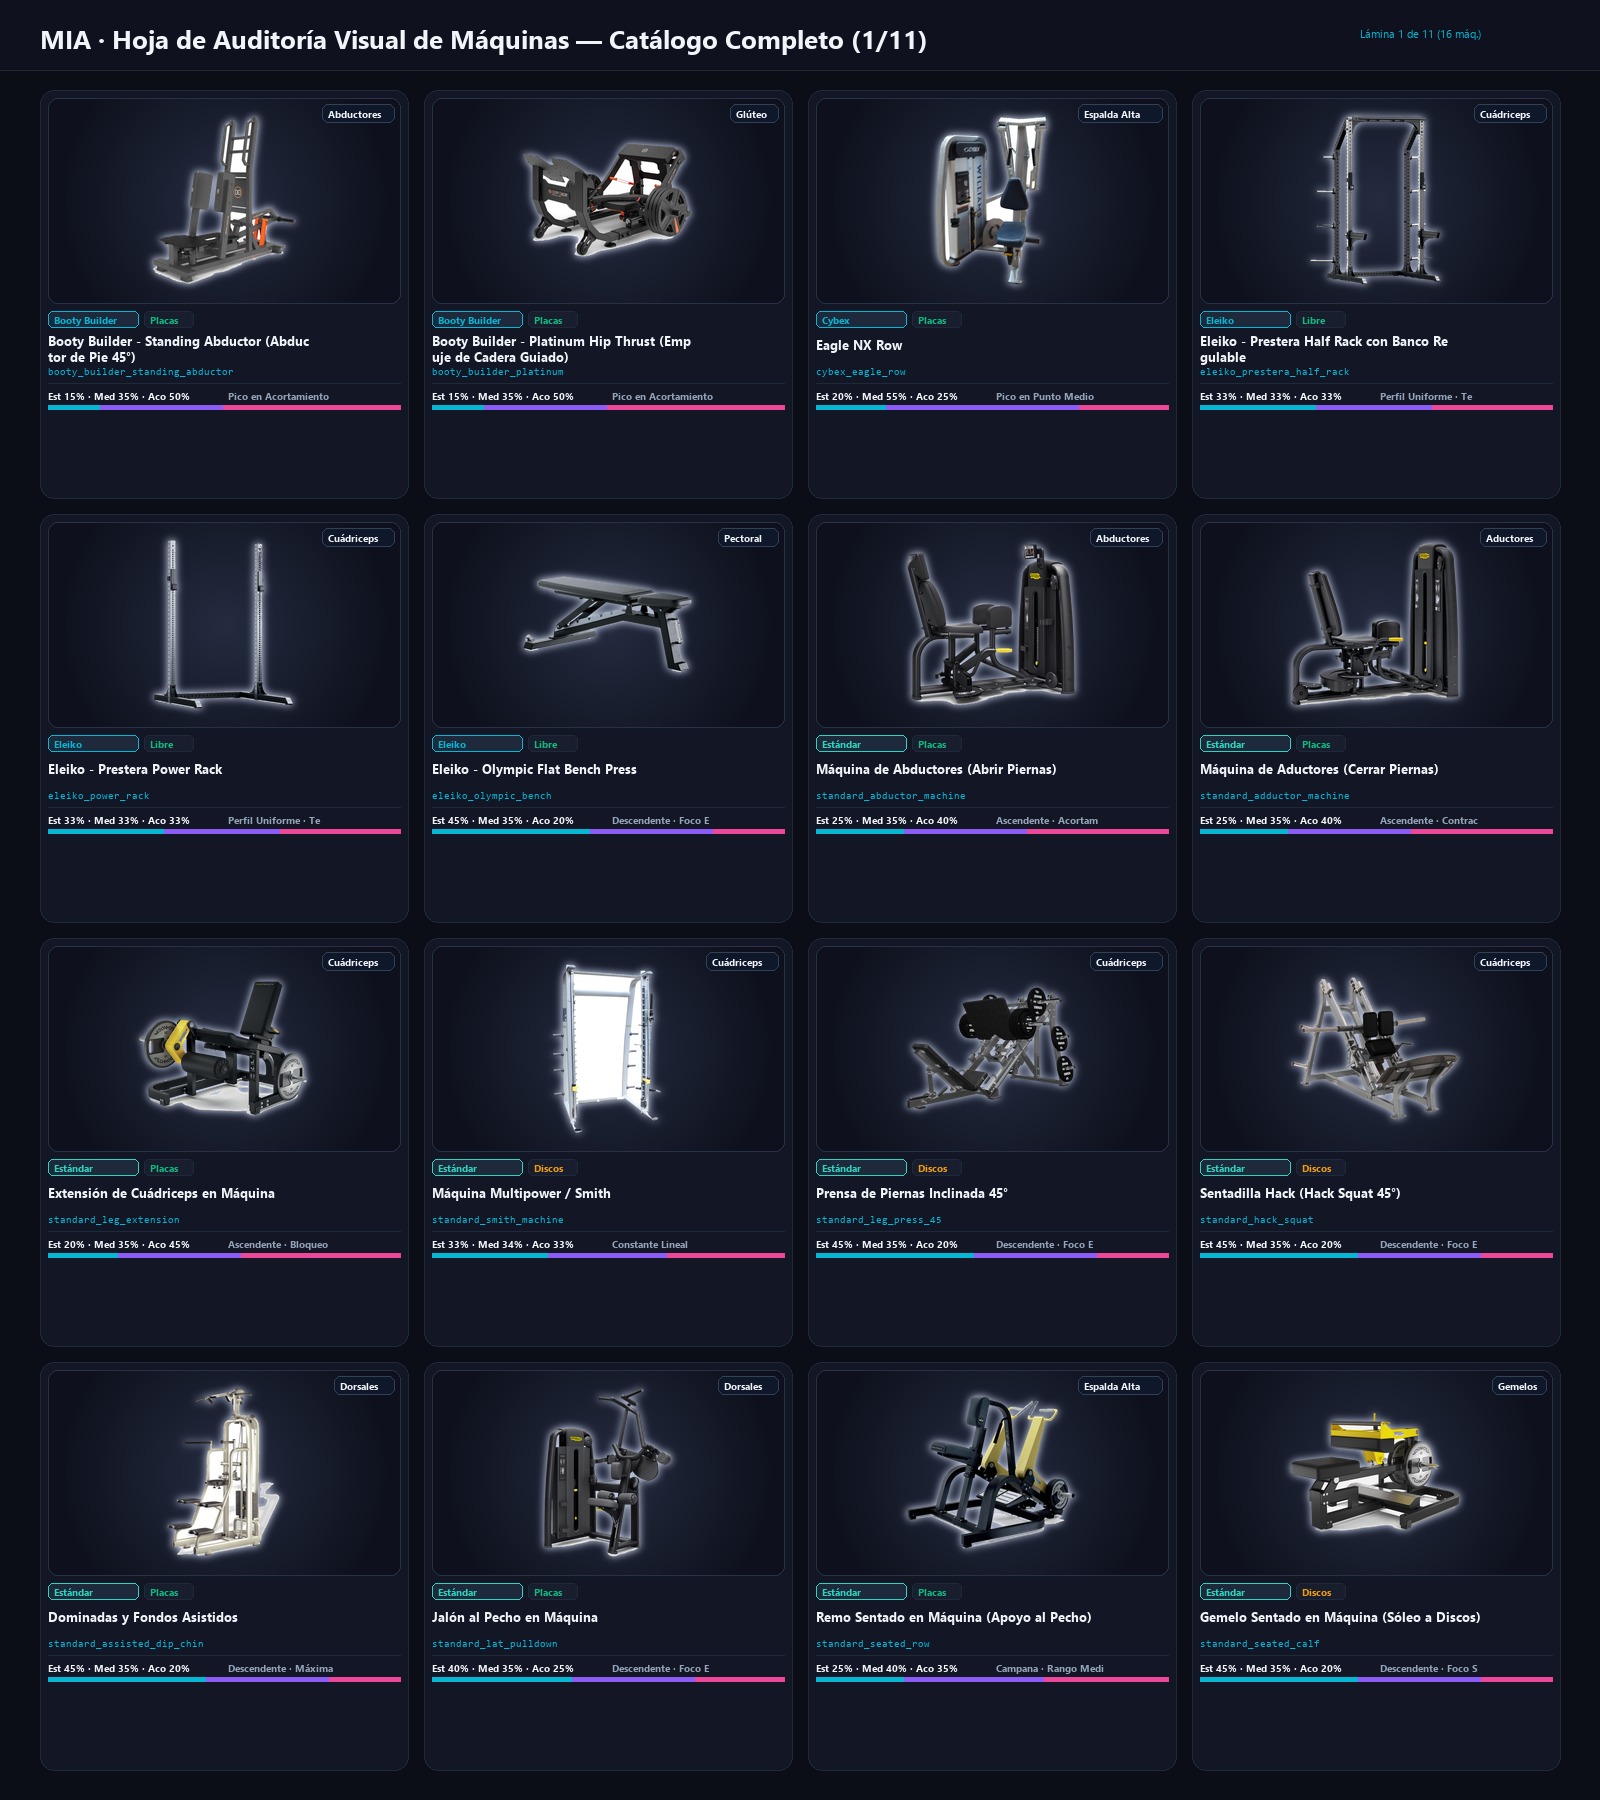 MIA · Hoja de Auditoría Visual de Máquinas — Catálogo Completo (1/11)
Lámina 1 de 11 (16 máq.)
Abductores
Booty Builder
Placas
Booty Builder - Standing Abductor (Abduc
tor de Pie 45°)
booty_builder_standing_abductor
Est 15% · Med 35% · Aco 50%
Pico en Acortamiento
Glúteo
Booty Builder
Placas
Booty Builder - Platinum Hip Thrust (Emp
uje de Cadera Guiado)
booty_builder_platinum
Est 15% · Med 35% · Aco 50%
Pico en Acortamiento
Espalda Alta
Cybex
Placas
Eagle NX Row
cybex_eagle_row
Est 20% · Med 55% · Aco 25%
Pico en Punto Medio
Cuádriceps
Eleiko
Libre
Eleiko - Prestera Half Rack con Banco Re
gulable
eleiko_prestera_half_rack
Est 33% · Med 33% · Aco 33%
Perfil Uniforme · Te
Cuádriceps
Eleiko
Libre
Eleiko - Prestera Power Rack
eleiko_power_rack
Est 33% · Med 33% · Aco 33%
Perfil Uniforme · Te
Pectoral
Eleiko
Libre
Eleiko - Olympic Flat Bench Press
eleiko_olympic_bench
Est 45% · Med 35% · Aco 20%
Descendente · Foco E
Abductores
Estándar
Placas
Máquina de Abductores (Abrir Piernas)
standard_abductor_machine
Est 25% · Med 35% · Aco 40%
Ascendente · Acortam
Aductores
Estándar
Placas
Máquina de Aductores (Cerrar Piernas)
standard_adductor_machine
Est 25% · Med 35% · Aco 40%
Ascendente · Contrac
Cuádriceps
Estándar
Placas
Extensión de Cuádriceps en Máquina
standard_leg_extension
Est 20% · Med 35% · Aco 45%
Ascendente · Bloqueo
Cuádriceps
Estándar
Discos
Máquina Multipower / Smith
standard_smith_machine
Est 33% · Med 34% · Aco 33%
Constante Lineal
Cuádriceps
Estándar
Discos
Prensa de Piernas Inclinada 45°
standard_leg_press_45
Est 45% · Med 35% · Aco 20%
Descendente · Foco E
Cuádriceps
Estándar
Discos
Sentadilla Hack (Hack Squat 45°)
standard_hack_squat
Est 45% · Med 35% · Aco 20%
Descendente · Foco E
Dorsales
Estándar
Placas
Dominadas y Fondos Asistidos
standard_assisted_dip_chin
Est 45% · Med 35% · Aco 20%
Descendente · Máxima
Dorsales
Estándar
Placas
Jalón al Pecho en Máquina
standard_lat_pulldown
Est 40% · Med 35% · Aco 25%
Descendente · Foco E
Espalda Alta
Estándar
Placas
Remo Sentado en Máquina (Apoyo al Pecho)
standard_seated_row
Est 25% · Med 40% · Aco 35%
Campana · Rango Medi
Gemelos
Estándar
Discos
Gemelo Sentado en Máquina (Sóleo a Discos)
standard_seated_calf
Est 45% · Med 35% · Aco 20%
Descendente · Foco S